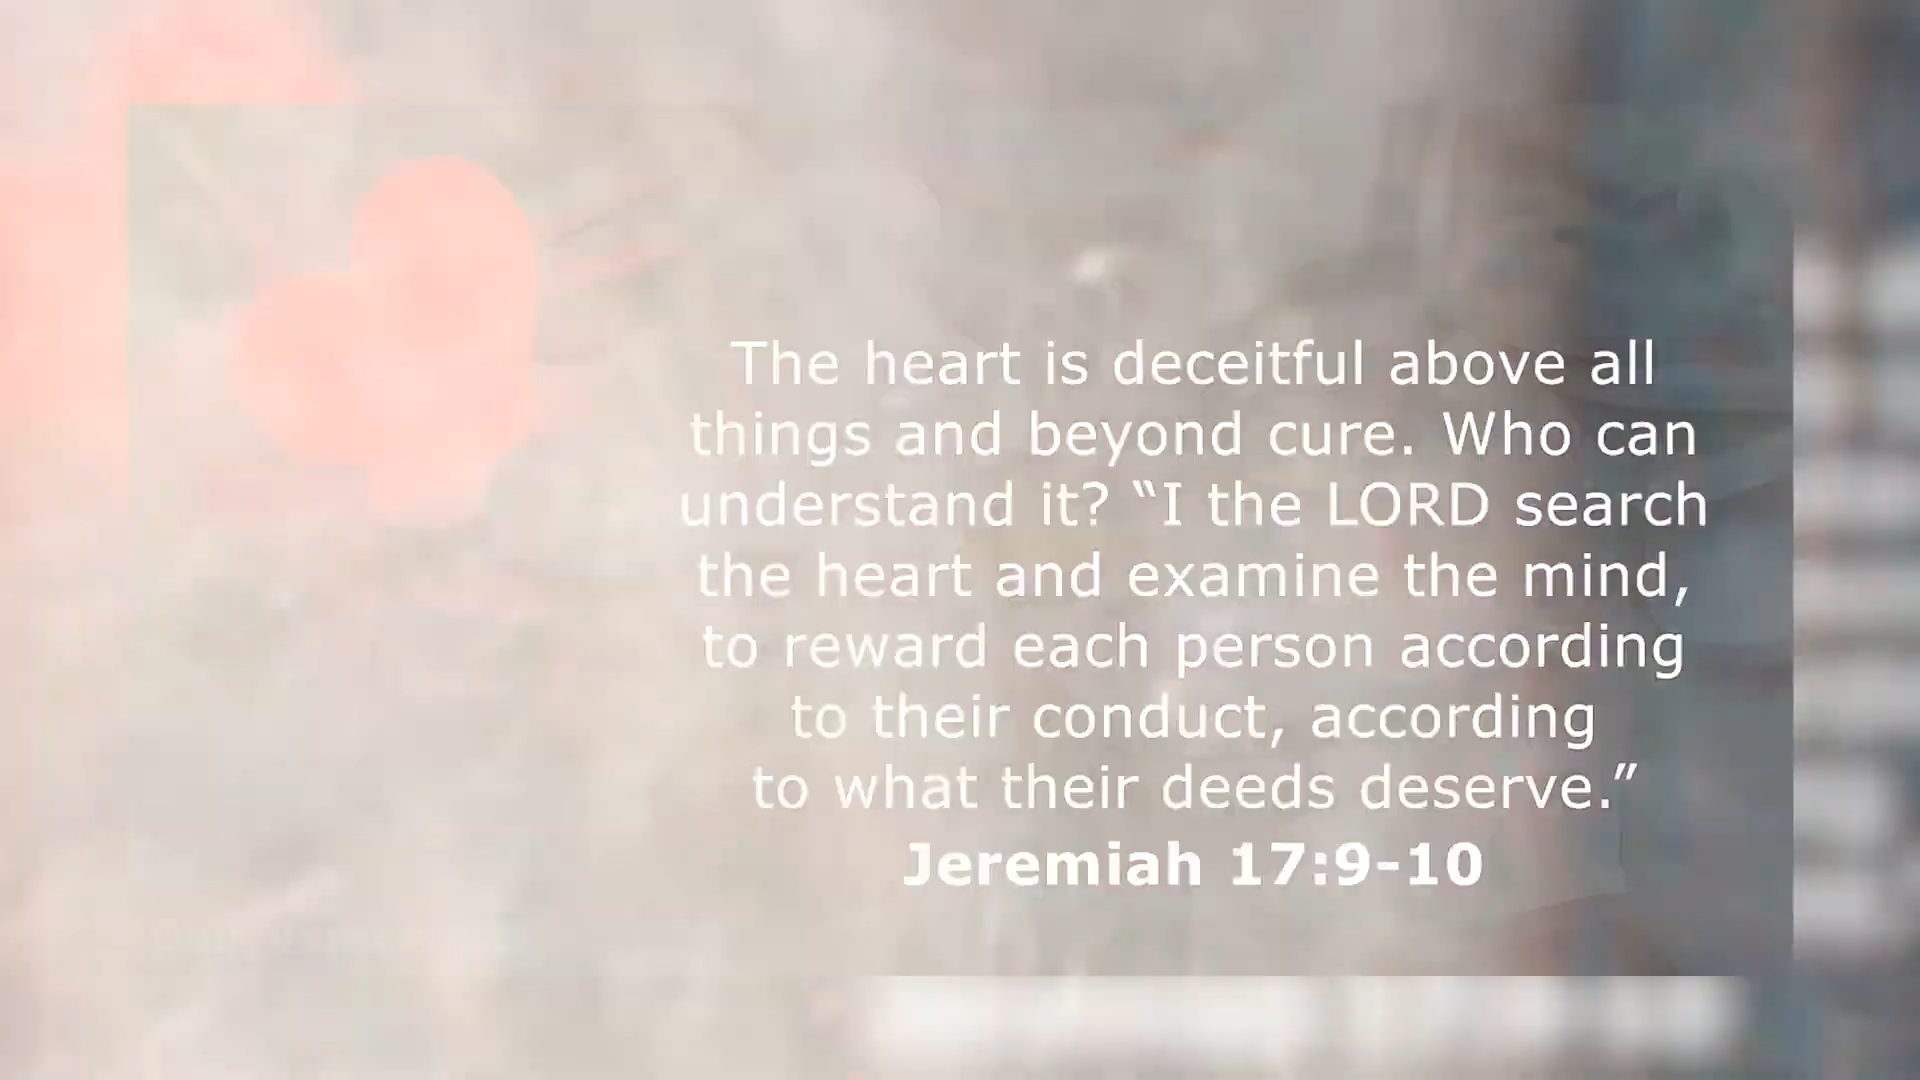 The heart is deceitful above all
things and beyond cure. Who can
understand it? “I the LORD search
the heart and examine the mind,
to reward each person according
to their conduct, according
to what their deeds deserve.”
Jeremiah 17:9-10